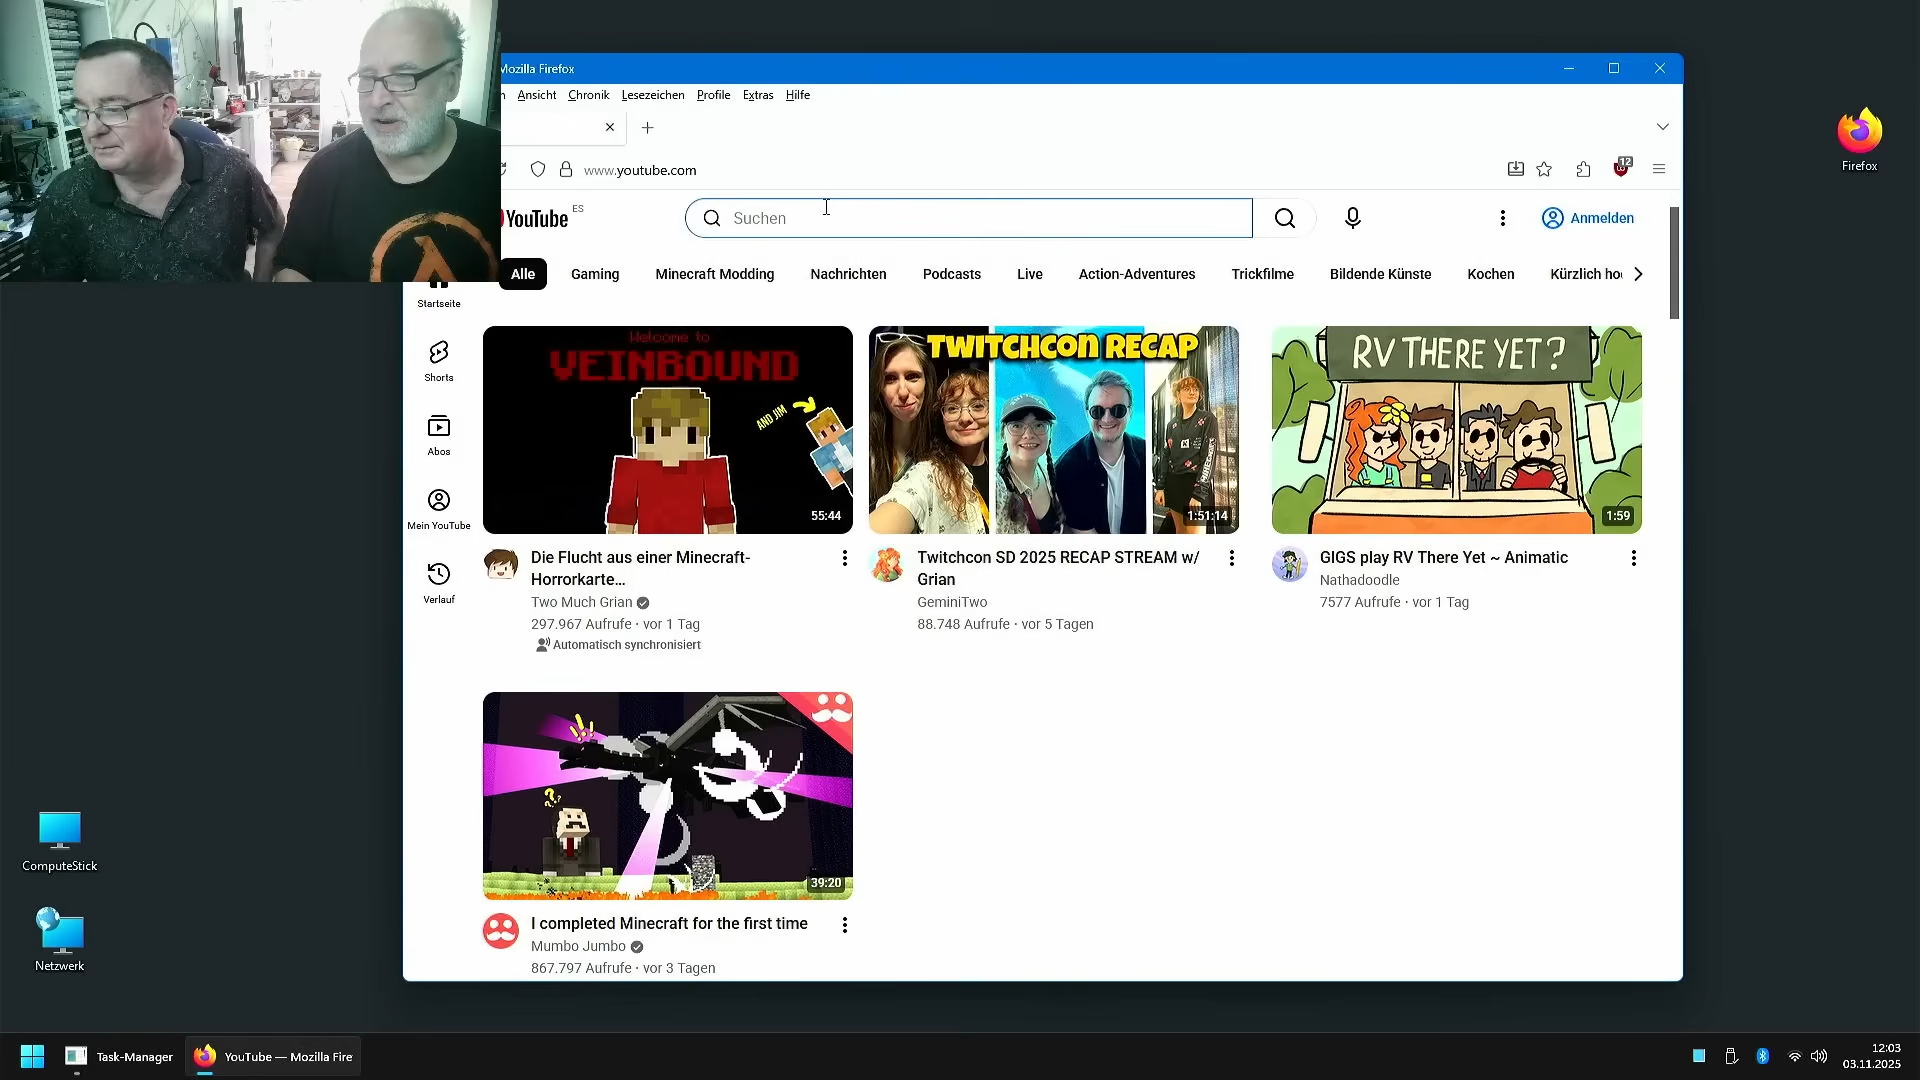 Mozilla Firefox
Ansicht Chronik Lesezeichen Profile Extras Hilfe
www.youtube.com
12
Firefox
YouTube ES
Suchen
Anmelden
Alle Gaming Minecraft Modding Nachrichten Podcasts Live Action-Adventures Trickfilme Bildende Künste Kochen Kürzlich
Startseite
Shorts
Abos
Mein YouTube
Verlauf
Welcome to
VEINBOUND
AND JIM
55:44
Die Flucht aus einer Minecraft-
Horrorkarte...
Two Much Grian
297.967 Aufrufe · vor 1 Tag
Automatisch synchronisiert
TWITCHCON RECAP
1:51:14
Twitchcon SD 2025 RECAP STREAM w/
Grian
GeminiTwo
88.748 Aufrufe · vor 5 Tagen
RV THERE YET?
1:59
GIGS play RV There Yet ~ Animatic
Nathadoodle
7577 Aufrufe · vor 1 Tag
39:20
I completed Minecraft for the first time
Mumbo Jumbo
867.797 Aufrufe · vor 3 Tagen
ComputeStick
Netzwerk
Task-Manager
YouTube — Mozilla Fire
12:03
03.11.2025